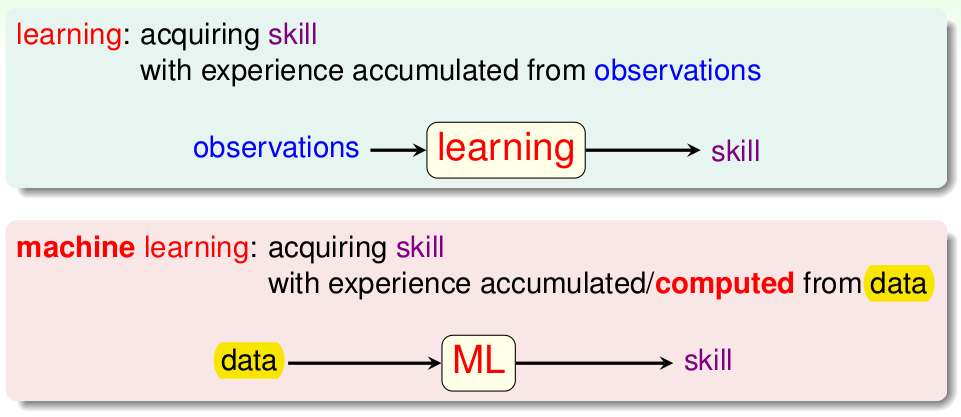 learning: acquiring skill
with experience accumulated from observations
observations learning skill
machine learning: acquiring skill
with experience accumulated/computed from data
data ML skill